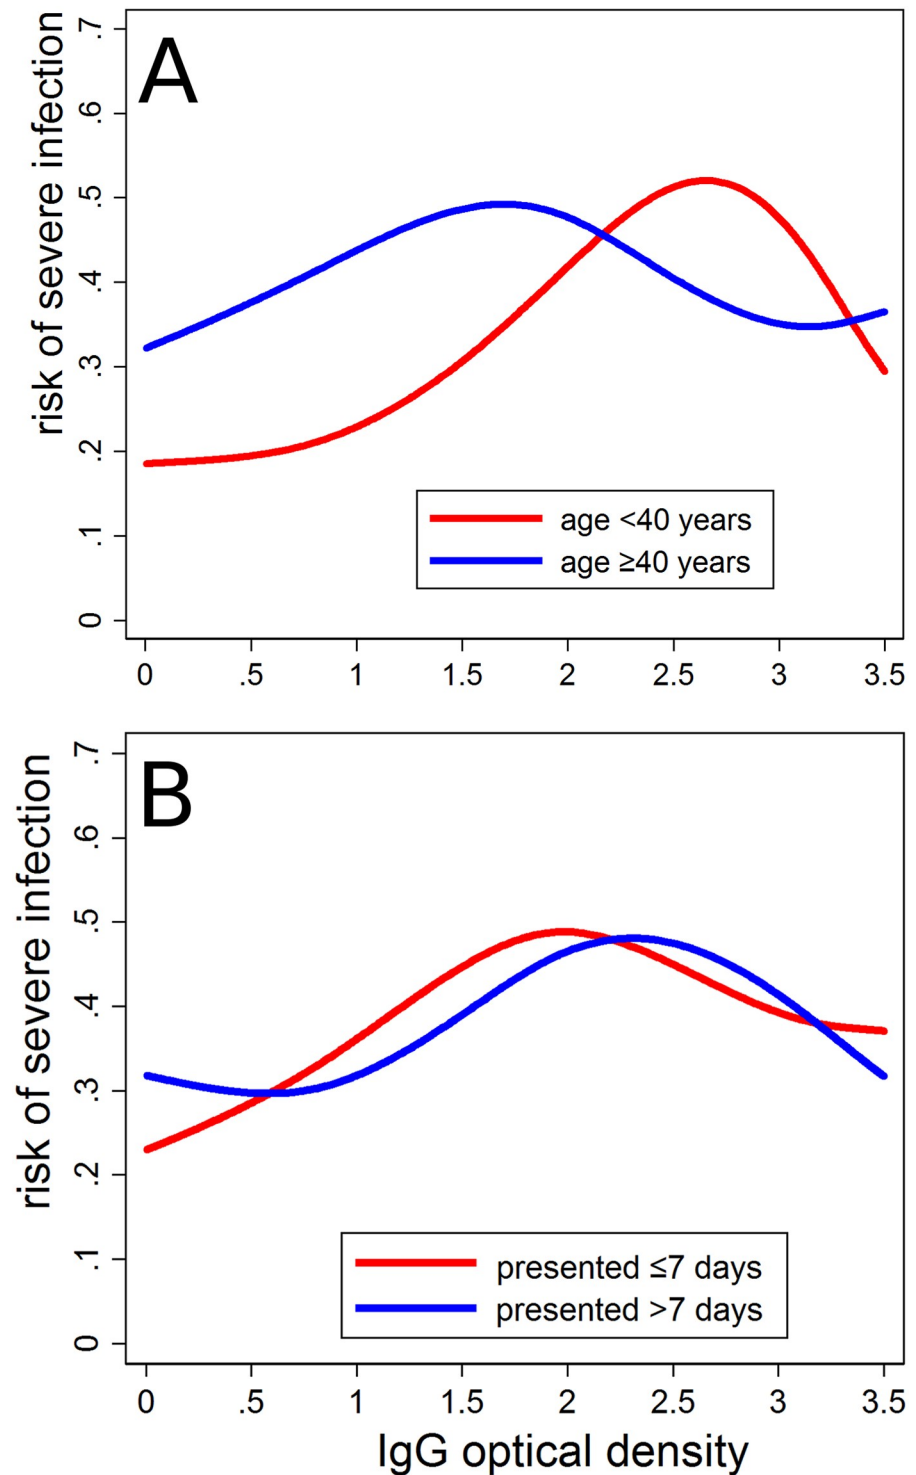 A
risk of severe infection
.7
.6
.5
.4
.3
.2
.1
0
age <40 years
age ≥40 years
0 .5 1 1.5 2 2.5 3 3.5
B
risk of severe infection
.7
.6
.5
.4
.3
.2
.1
0
presented ≤7 days
presented >7 days
0 .5 1 1.5 2 2.5 3 3.5
IgG optical density